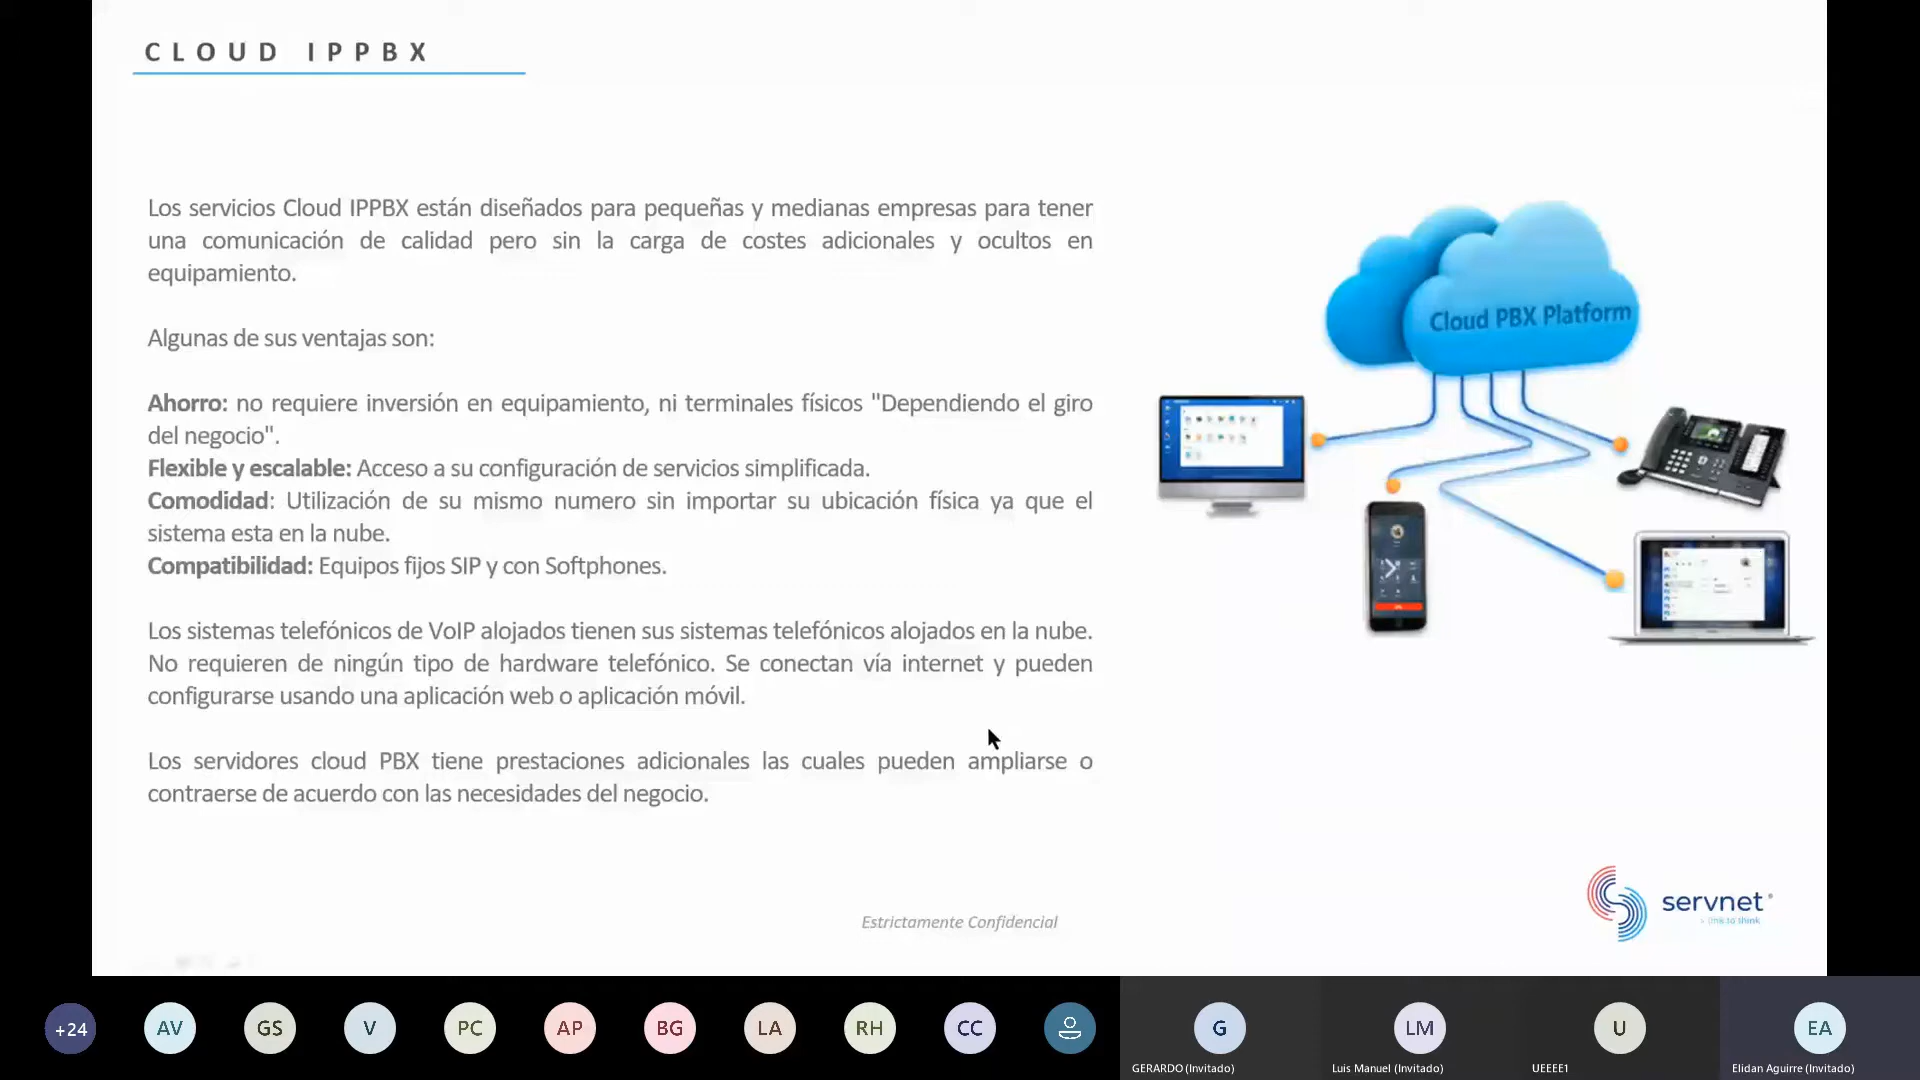 CLOUD IPPBX
Los servicios Cloud IPPBX están diseñados para pequeñas y medianas empresas para tener
una comunicación de calidad pero sin la carga de costes adicionales y ocultos en
equipamiento.
Algunas de sus ventajas son:
Ahorro: no requiere inversión en equipamiento, ni terminales físicos "Dependiendo el giro
del negocio".
Flexible y escalable: Acceso a su configuración de servicios simplificada.
Comodidad: Utilización de su mismo numero sin importar su ubicación física ya que el
sistema esta en la nube.
Compatibilidad: Equipos fijos SIP y con Softphones.
Los sistemas telefónicos de VoIP alojados tienen sus sistemas telefónicos alojados en la nube.
No requieren de ningún tipo de hardware telefónico. Se conectan vía internet y pueden
configurarse usando una aplicación web o aplicación móvil.
Los servidores cloud PBX tiene prestaciones adicionales las cuales pueden ampliarse o
contraerse de acuerdo con las necesidades del negocio.
Cloud PBX Platform
Estrictamente Confidencial
servnet
link to think
+24
AV
GS
V
PC
AP
BG
LA
RH
CC
G
LM
U
EA
GERARDO (Invitado)
Luis Manuel (Invitado)
UEEEE1
Elidan Aguirre (Invitado)